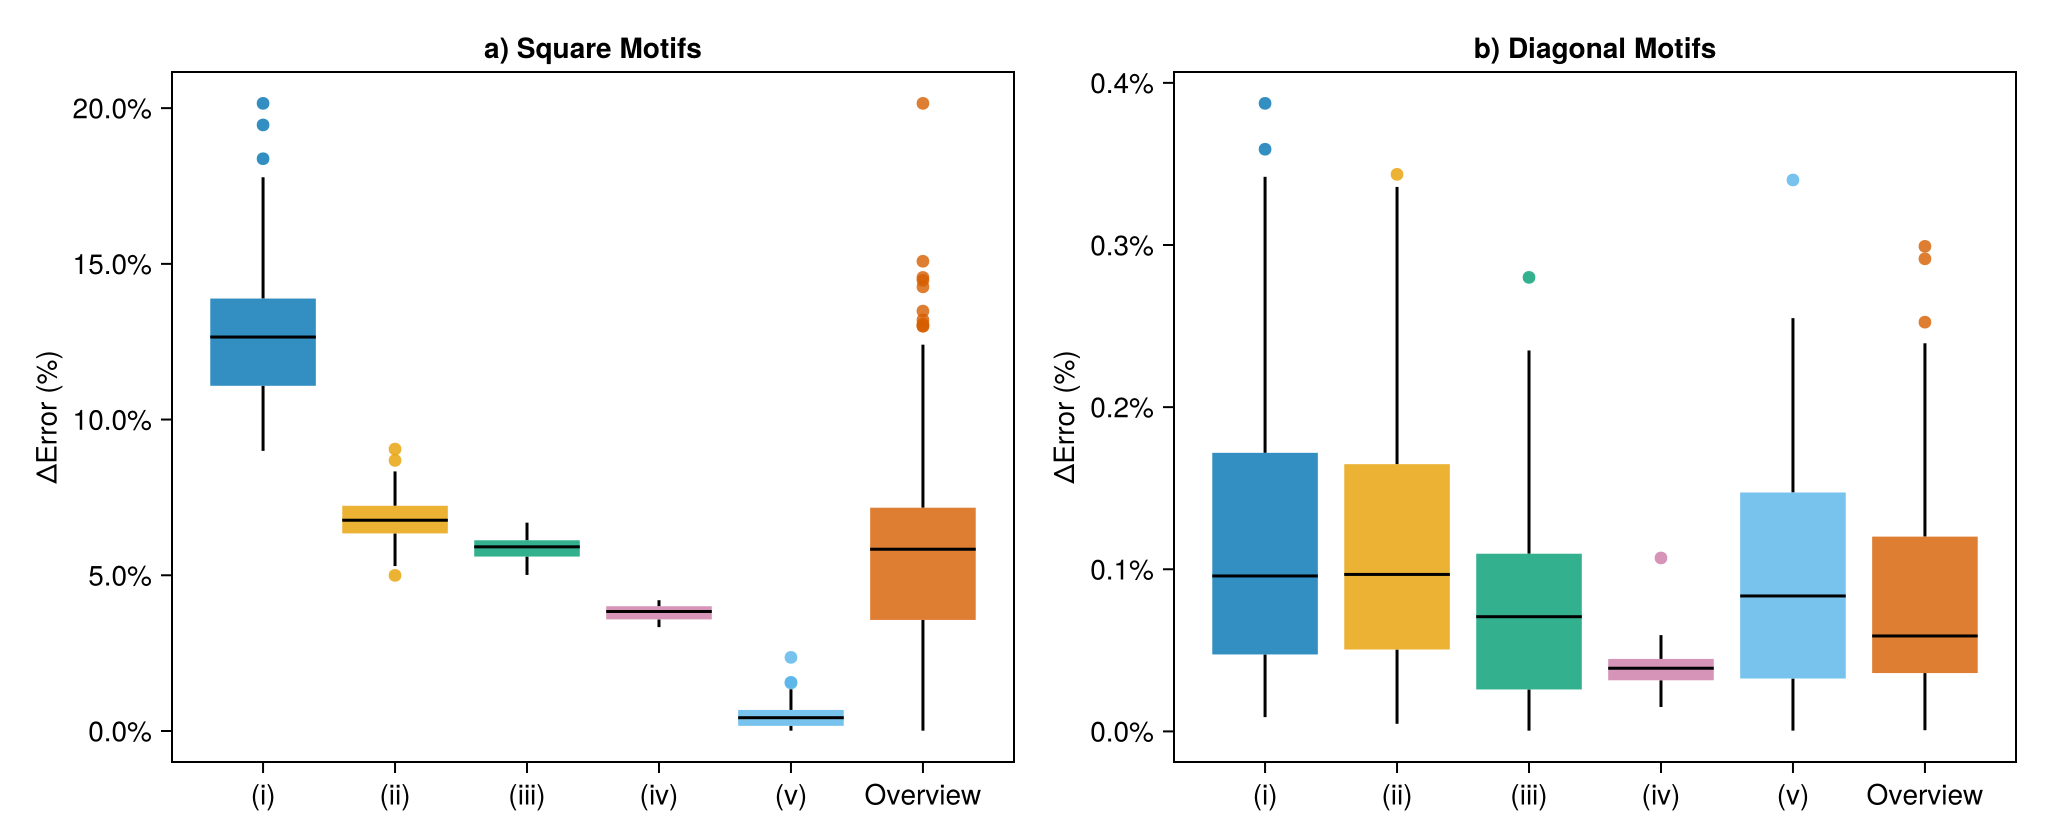 a) Square Motifs
ΔError (%)
20.0%
15.0%
10.0%
5.0%
0.0%
(i)
(ii)
(iii)
(iv)
(v)
Overview
b) Diagonal Motifs
ΔError (%)
0.4%
0.3%
0.2%
0.1%
0.0%
(i)
(ii)
(iii)
(iv)
(v)
Overview